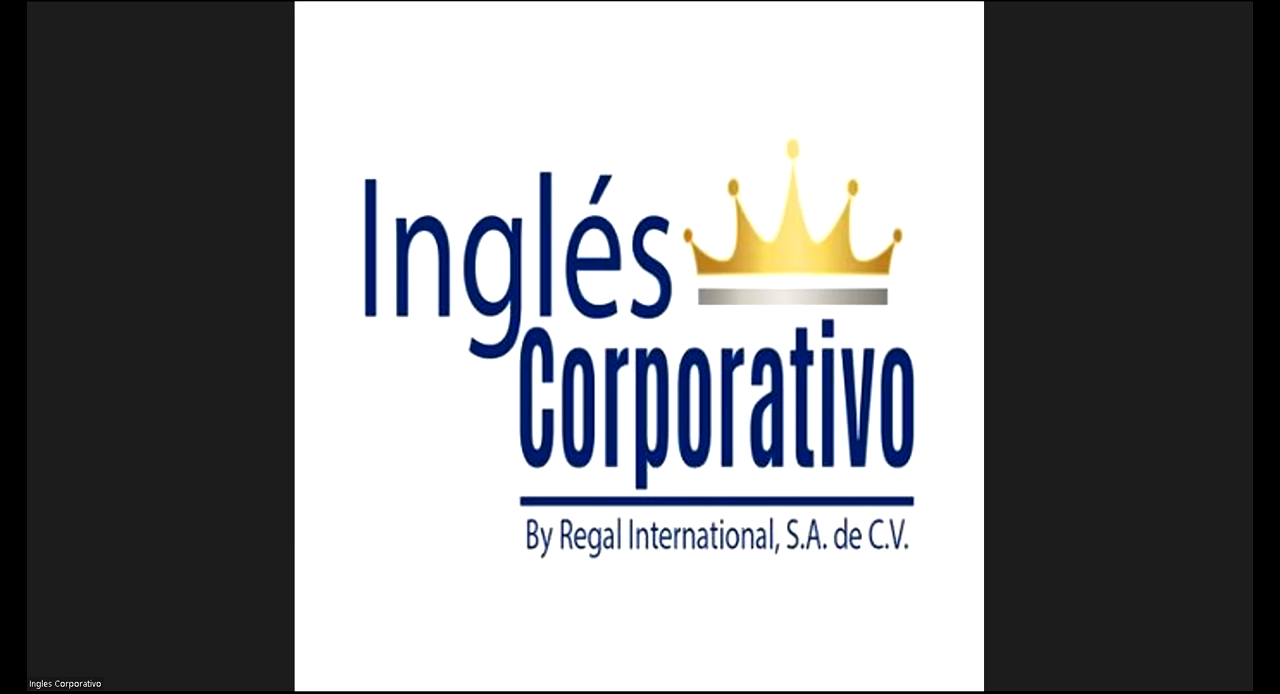 Inglés
Corporativo
By Regal International, S.A. de C.V.
Ingles Corporativo